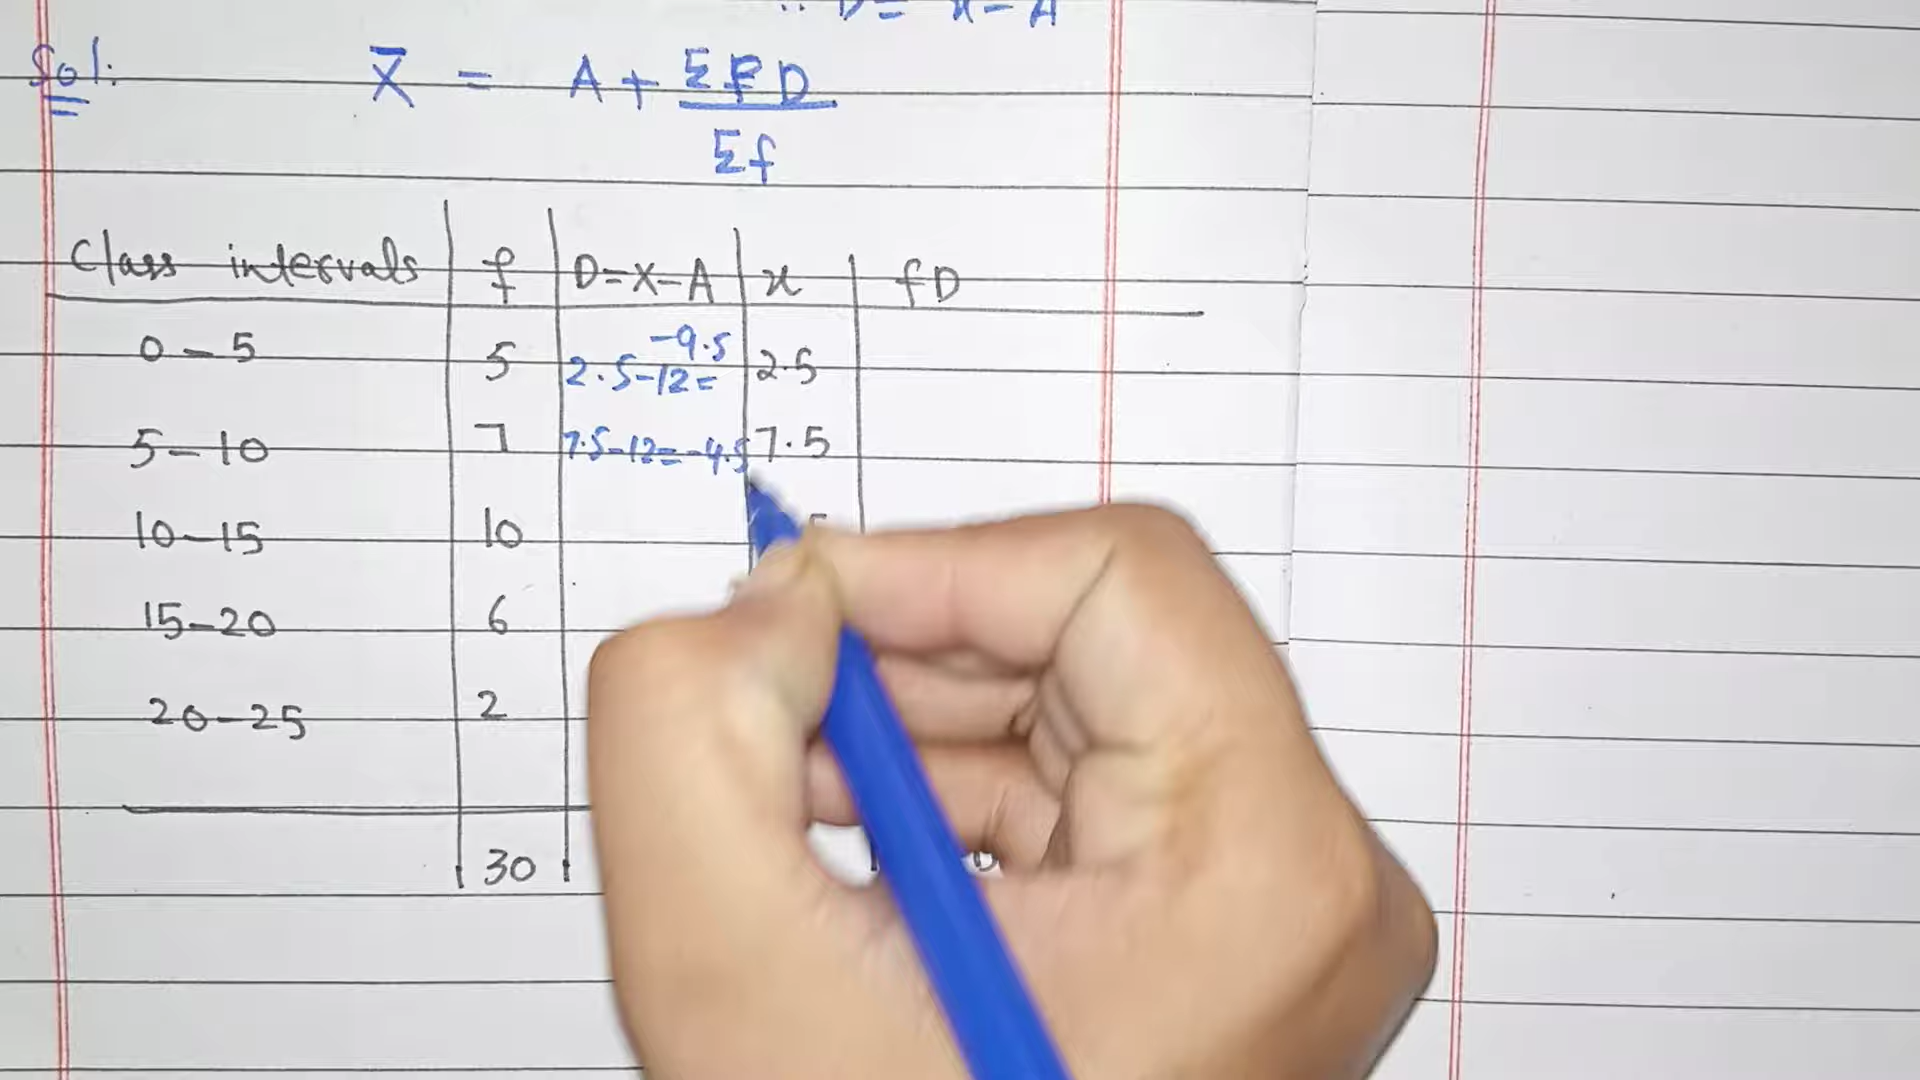 ∵ D = x - A
Sol:
X̄ = A + ΣfD
Σf
Class intervals f D=X-A x fD
0-5 5 2.5-12= -9.5 2.5
5-10 7 7.5-12=-4.5 7.5
10-15 10
15-20 6
20-25 2
30